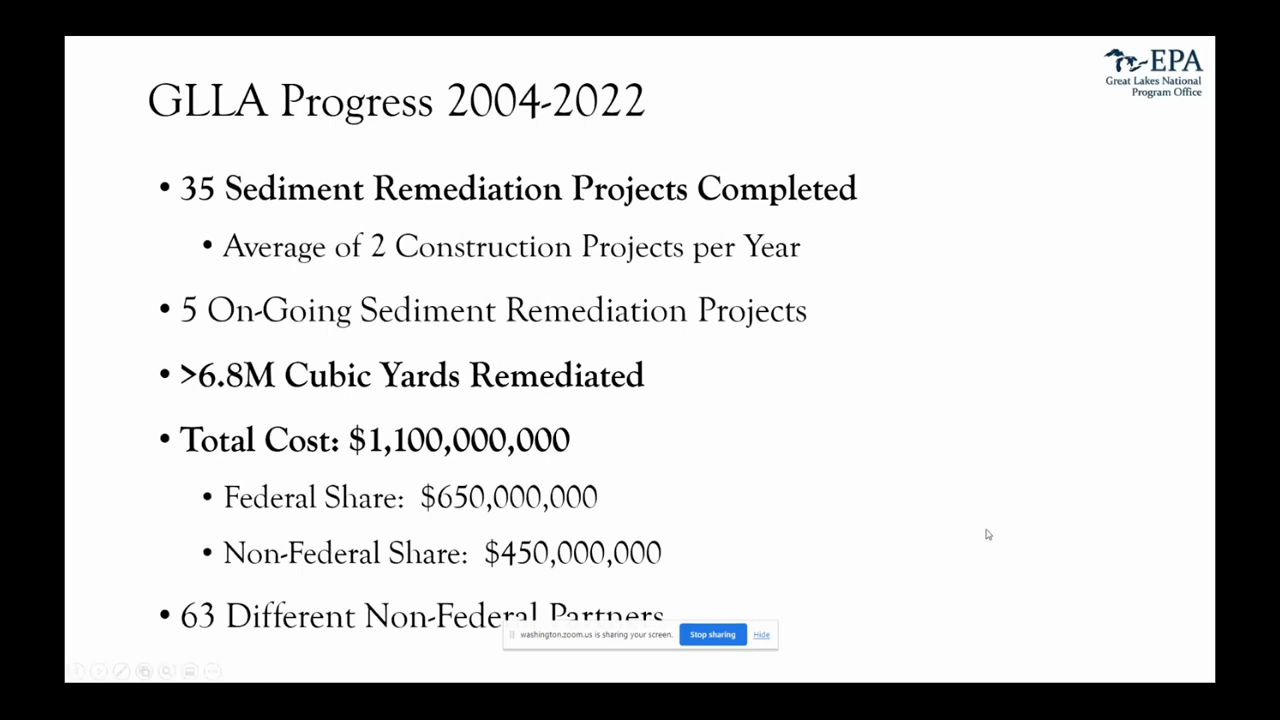 EPA
Great Lakes National
Program Office
GLLA Progress 2004-2022
• 35 Sediment Remediation Projects Completed
• Average of 2 Construction Projects per Year
• 5 On-Going Sediment Remediation Projects
• >6.8M Cubic Yards Remediated
• Total Cost: $1,100,000,000
• Federal Share: $650,000,000
• Non-Federal Share: $450,000,000
• 63 Different Non-Federal Partners
washington.zoom.us is sharing your screen. Stop sharing Hide